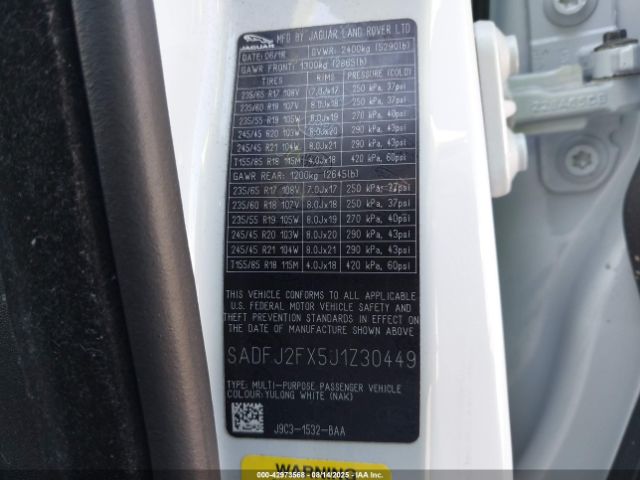 JAGUAR
MFD BY JAGUAR LAND ROVER LTD
DATE: 06/18 GVWR: 2400kg (5290lb)
GAWR FRONT: 1300kg (2865lb)
TIRES RIMS PRESSURE (COLD)
235/65 R17 108V 7.0Jx17 250 kPa, 37psi
235/60 R18 107V 8.0Jx18 250 kPa, 37psi
235/55 R19 105W 8.0Jx19 270 kPa, 40psi
245/45 R20 103W 8.0Jx20 290 kPa, 43psi
245/45 R21 104W 8.0Jx21 290 kPa, 43psi
T155/85 R18 115M 4.0Jx18 420 kPa, 60psi
GAWR REAR: 1200kg (2645lb)
235/65 R17 108V 7.0Jx17 250 kPa, 37psi
235/60 R18 107V 8.0Jx18 250 kPa, 37psi
235/55 R19 105W 8.0Jx19 270 kPa, 40psi
245/45 R20 103W 8.0Jx20 290 kPa, 43psi
245/45 R21 104W 8.0Jx21 290 kPa, 43psi
T155/85 R18 115M 4.0Jx18 420 kPa, 60psi
THIS VEHICLE CONFORMS TO ALL APPLICABLE
U.S. FEDERAL MOTOR VEHICLE SAFETY AND
THEFT PREVENTION STANDARDS IN EFFECT ON THE
DATE OF MANUFACTURE SHOWN ABOVE
SADFJ2FX5J1Z30449
TYPE: MULTI-PURPOSE PASSENGER VEHICLE
COLOUR: YULONG WHITE (NAK)
J9C3-1532-BAA
WARNING
000-42973568 08/14/2025 IAA Inc.